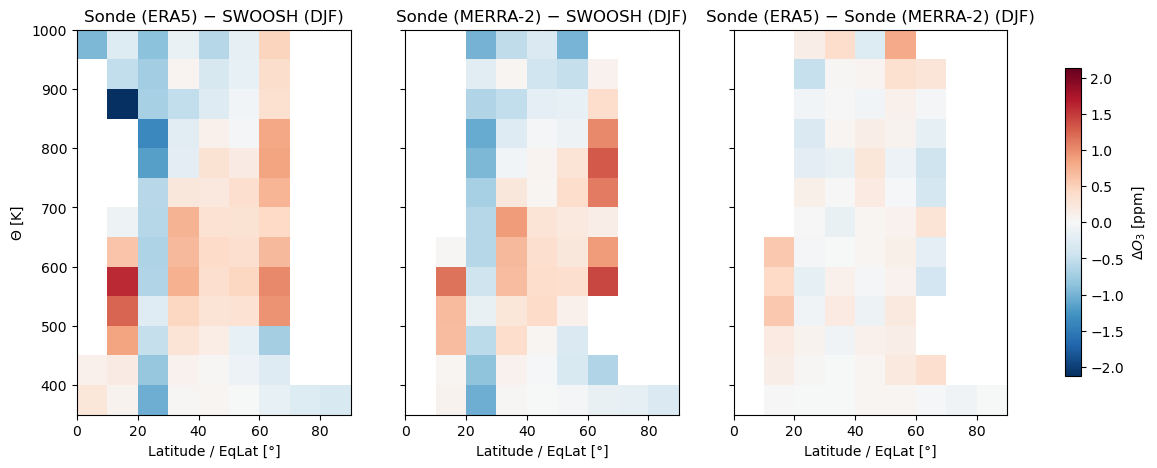 Sonde (ERA5) − SWOOSH (DJF)
Sonde (MERRA-2) − SWOOSH (DJF)
Sonde (ERA5) − Sonde (MERRA-2) (DJF)
1000
900
800
700
600
500
400
Θ [K]
0 20 40 60 80
0 20 40 60 80
0 20 40 60 80
Latitude / EqLat [°]
Latitude / EqLat [°]
Latitude / EqLat [°]
2.0
1.5
1.0
0.5
0.0
−0.5
−1.0
−1.5
−2.0
ΔO₃ [ppm]